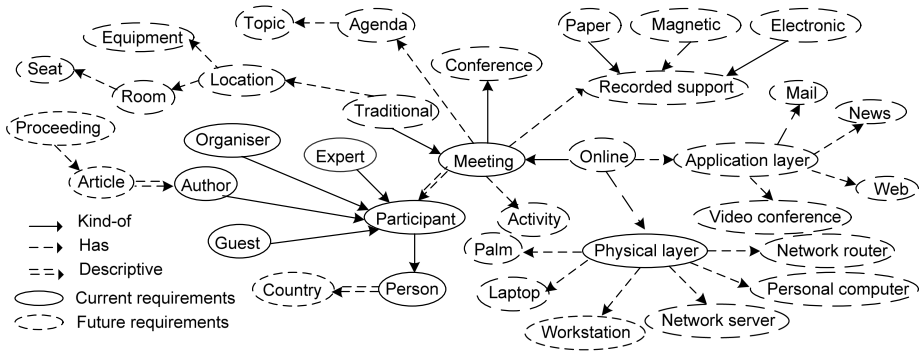 Topic
Agenda
Paper
Magnetic
Electronic
Equipment
Conference
Seat
Location
Recorded support
Room
Mail
Traditional
News
Proceeding
Organiser
Expert
Meeting
Online
Application layer
Article
Author
Web
Participant
Activity
Video conference
Kind-of
Guest
Palm
Physical layer
Network router
Has
Descriptive
Country
Person
Laptop
Personal computer
Current requirements
Future requirements
Workstation
Network server